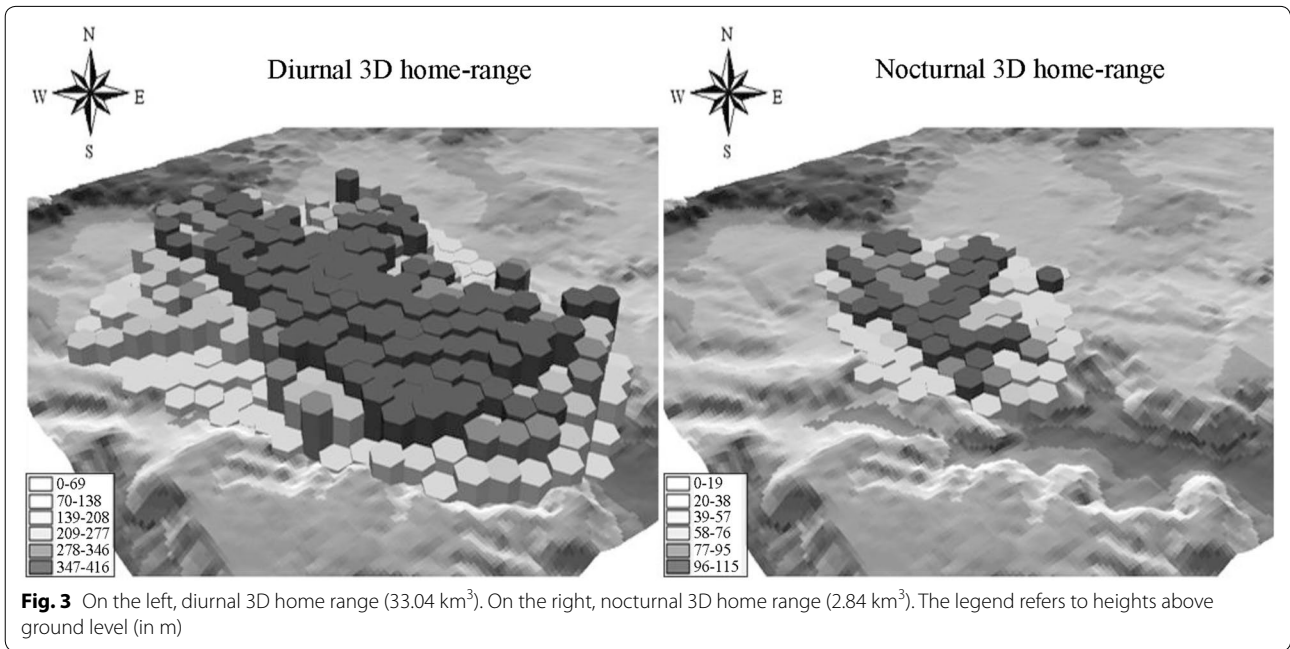 N
W E
S
Diurnal 3D home-range
0-69
70-138
139-208
209-277
278-346
347-416
N
W E
S
Nocturnal 3D home-range
0-19
20-38
39-57
58-76
77-95
96-115
Fig. 3 On the left, diurnal 3D home range (33.04 km³). On the right, nocturnal 3D home range (2.84 km³). The legend refers to heights above
ground level (in m)